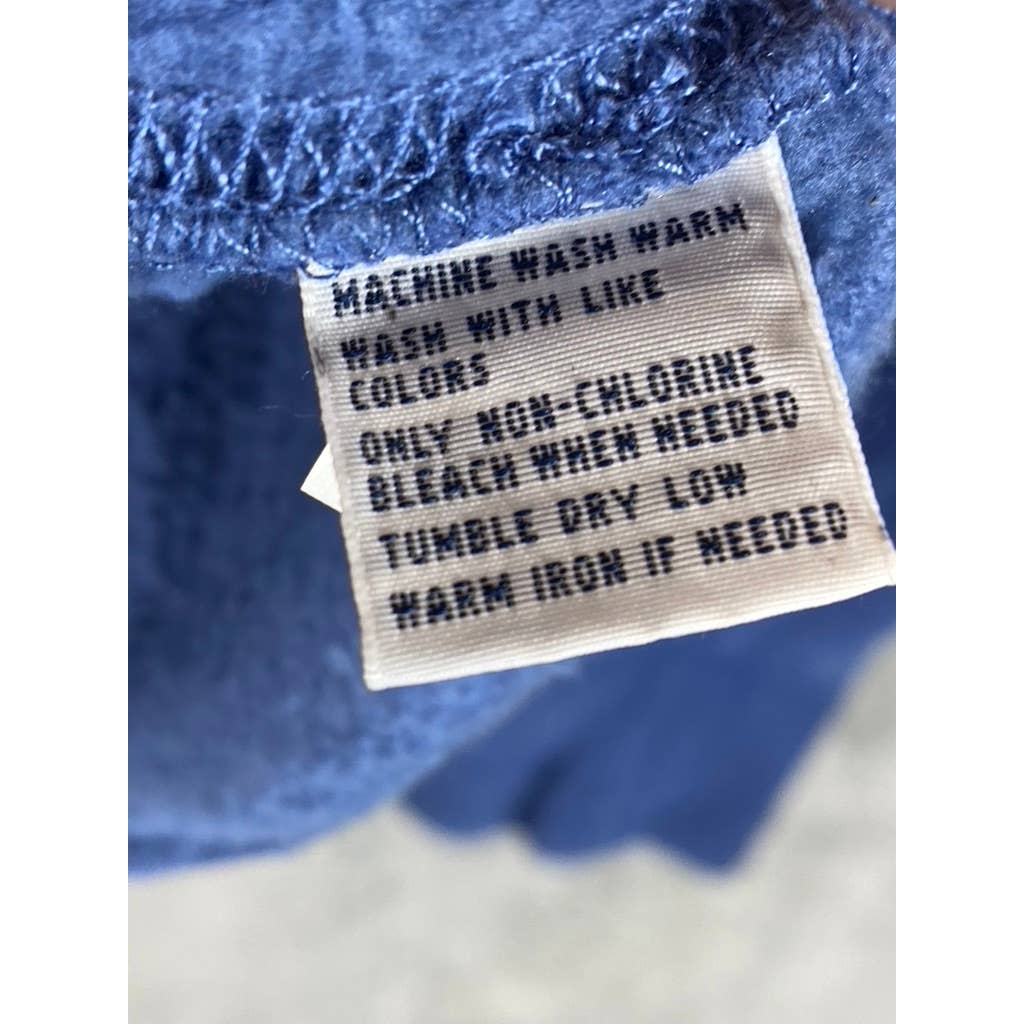 MACHINE WASH WARM
WASH WITH LIKE
COLORS
ONLY NON-CHLORINE
BLEACH WHEN NEEDED
TUMBLE DRY LOW
WARM IRON IF NEEDED